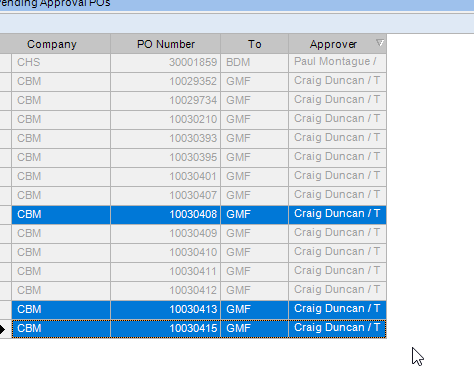 ending Approval POs
Company PO Number To Approver
CHS 30001859 BDM Paul Montague /
CBM 10029352 GMF Craig Duncan / T
CBM 10029734 GMF Craig Duncan / T
CBM 10030210 GMF Craig Duncan / T
CBM 10030393 GMF Craig Duncan / T
CBM 10030395 GMF Craig Duncan / T
CBM 10030401 GMF Craig Duncan / T
CBM 10030407 GMF Craig Duncan / T
CBM 10030408 GMF Craig Duncan / T
CBM 10030409 GMF Craig Duncan / T
CBM 10030410 GMF Craig Duncan / T
CBM 10030411 GMF Craig Duncan / T
CBM 10030412 GMF Craig Duncan / T
CBM 10030413 GMF Craig Duncan / T
CBM 10030415 GMF Craig Duncan / T